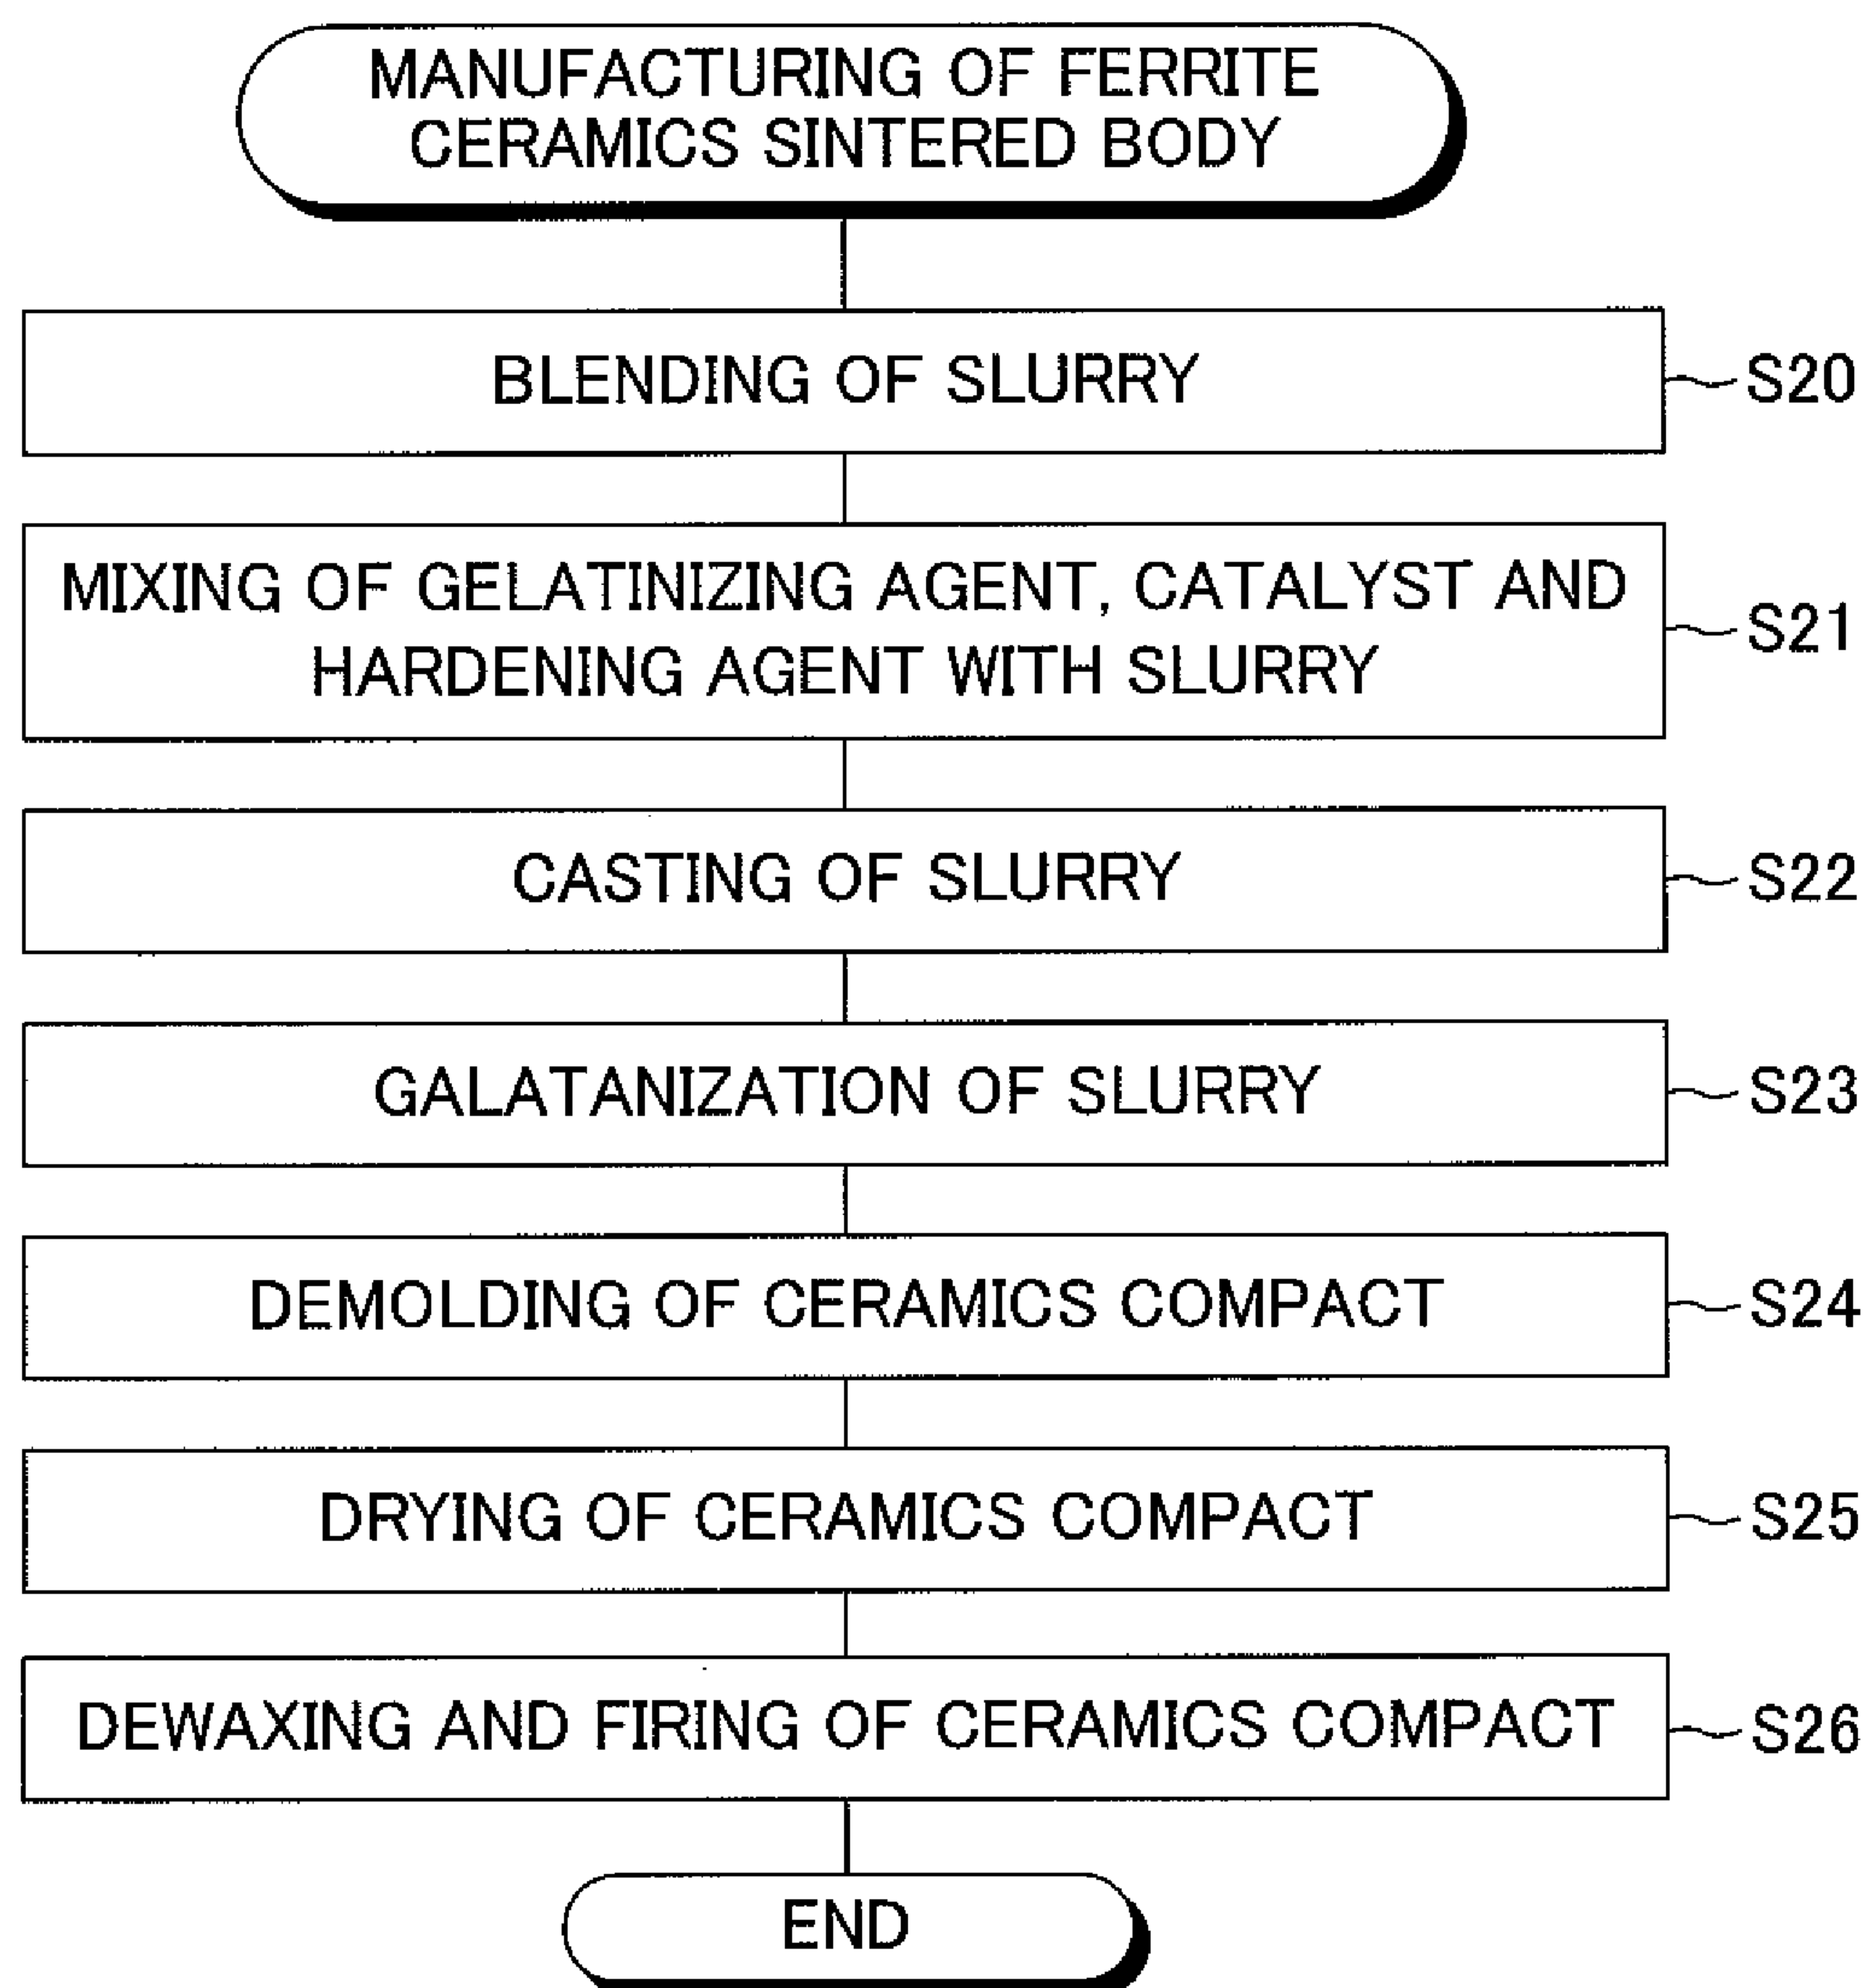 MANUFACTURING OF FERRITE
CERAMICS SINTERED BODY
BLENDING OF SLURRY
S20
MIXING OF GELATINIZING AGENT, CATALYST AND
HARDENING AGENT WITH SLURRY
S21
CASTING OF SLURRY
S22
GALATANIZATION OF SLURRY
S23
DEMOLDING OF CERAMICS COMPACT
S24
DRYING OF CERAMICS COMPACT
S25
DEWAXING AND FIRING OF CERAMICS COMPACT
S26
END